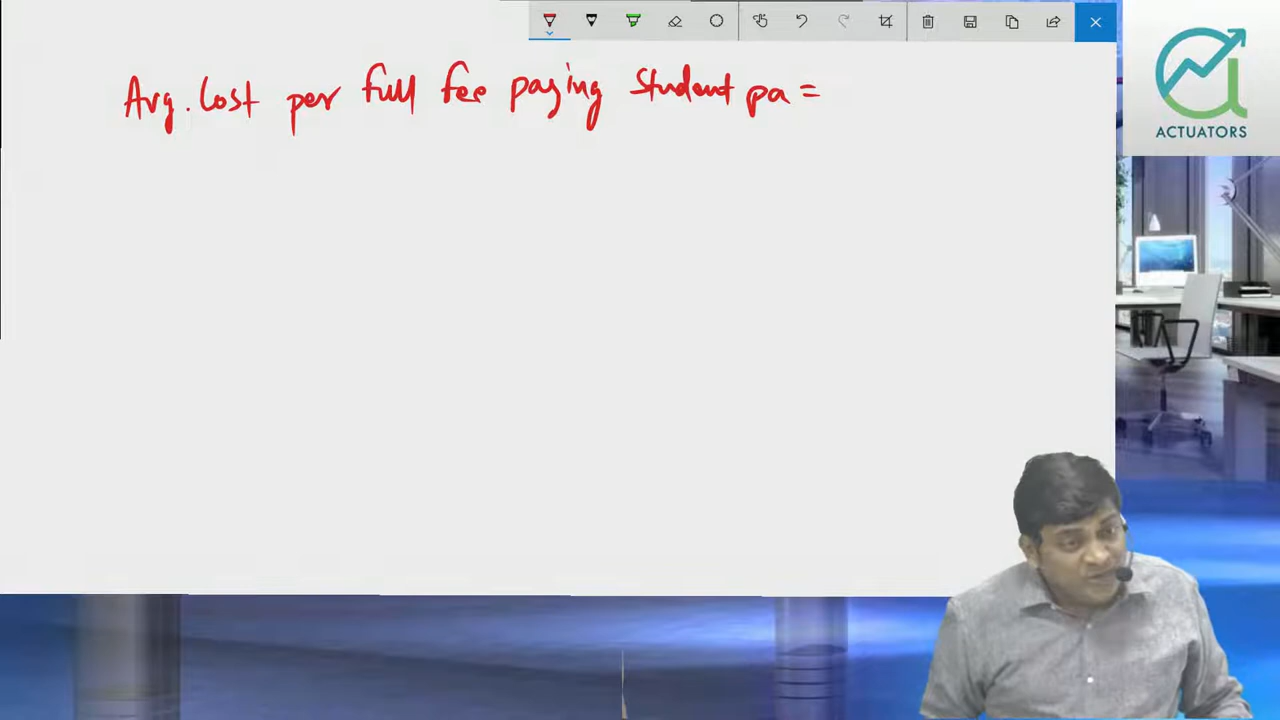 Avg. Cost per full fee paying student pa =
ACTUATORS